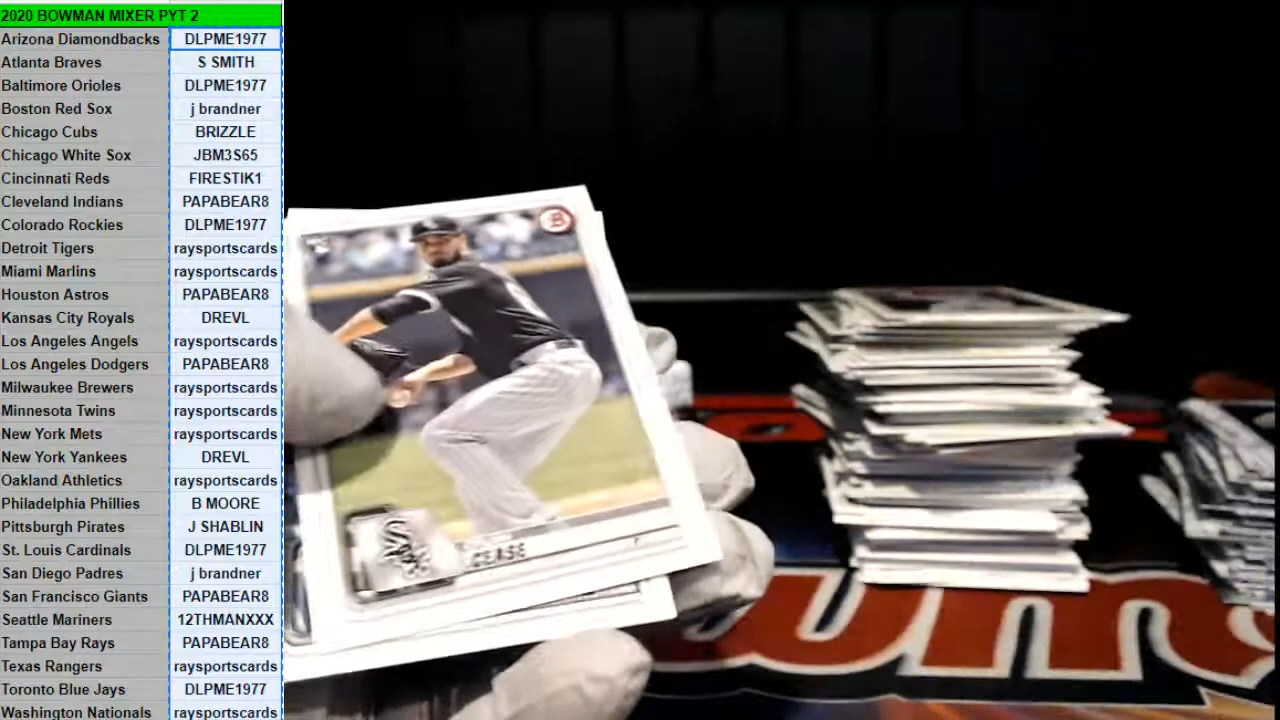 2020 BOWMAN MIXER PYT 2
Arizona Diamondbacks DLPME1977
Atlanta Braves S SMITH
Baltimore Orioles DLPME1977
Boston Red Sox j brandner
Chicago Cubs BRIZZLE
Chicago White Sox JBM3S65
Cincinnati Reds FIRESTIK1
Cleveland Indians PAPABEAR8
Colorado Rockies DLPME1977
Detroit Tigers raysportscards
Miami Marlins raysportscards
Houston Astros PAPABEAR8
Kansas City Royals DREVL
Los Angeles Angels raysportscards
Los Angeles Dodgers PAPABEAR8
Milwaukee Brewers raysportscards
Minnesota Twins raysportscards
New York Mets raysportscards
New York Yankees DREVL
Oakland Athletics raysportscards
Philadelphia Phillies B MOORE
Pittsburgh Pirates J SHABLIN
St. Louis Cardinals DLPME1977
San Diego Padres j brandner
San Francisco Giants PAPABEAR8
Seattle Mariners 12THMANXXX
Tampa Bay Rays PAPABEAR8
Texas Rangers raysportscards
Toronto Blue Jays DLPME1977
Washington Nationals raysportscards
B
SOX
CEASE